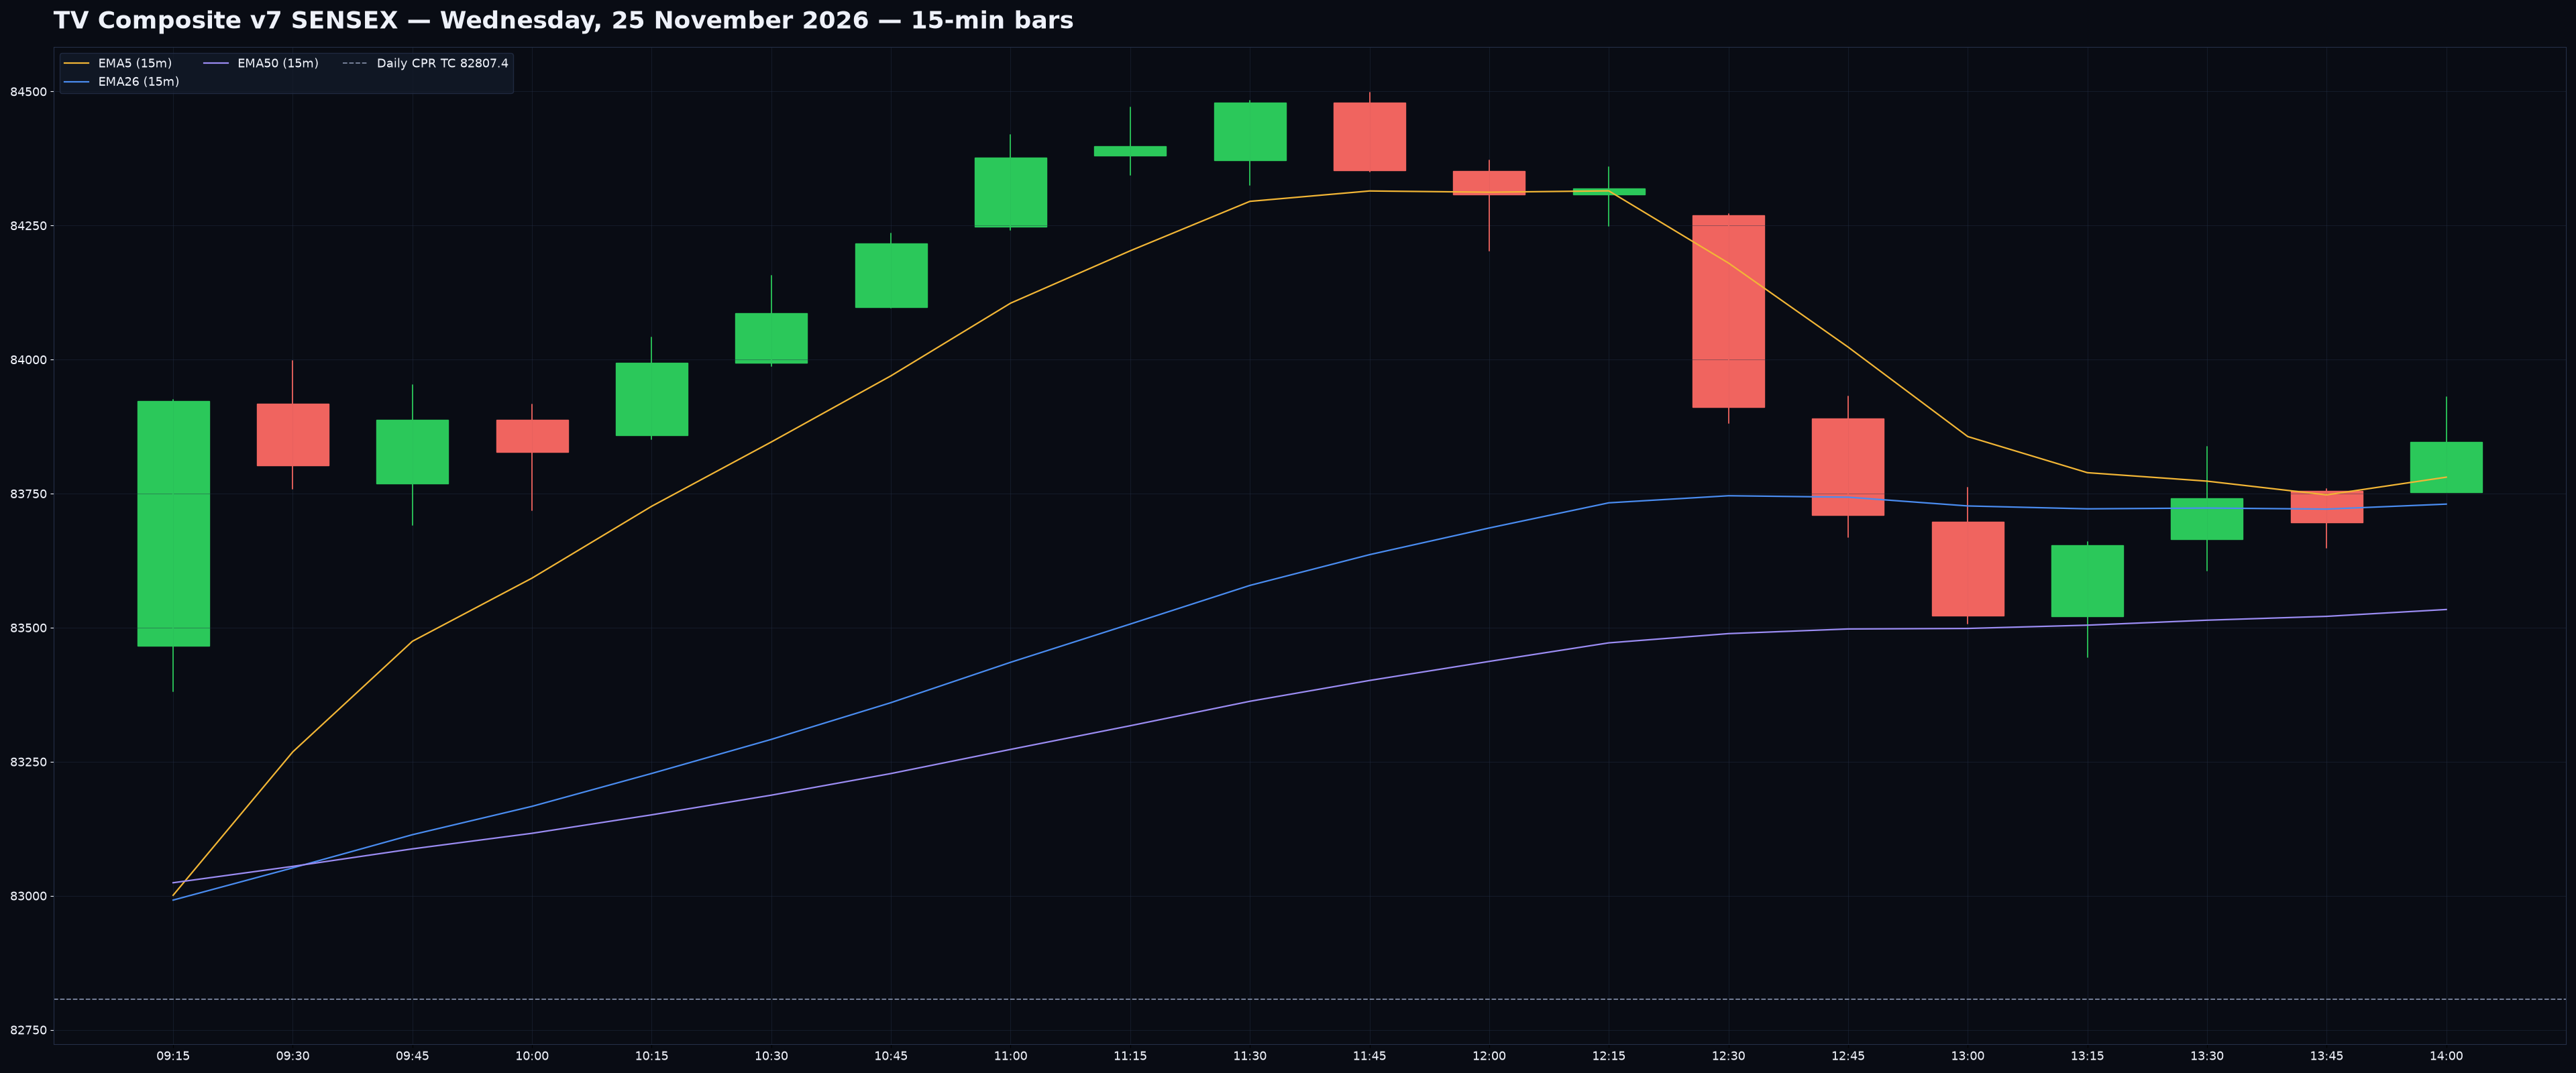 TV Composite v7 SENSEX — Wednesday, 25 November 2026 — 15-min bars
EMA5 (15m) EMA50 (15m) Daily CPR TC 82807.4
EMA26 (15m)
84500
84250
84000
83750
83500
83250
83000
82750
09:15 09:30 09:45 10:00 10:15 10:30 10:45 11:00 11:15 11:30 11:45 12:00 12:15 12:30 12:45 13:00 13:15 13:30 13:45 14:00